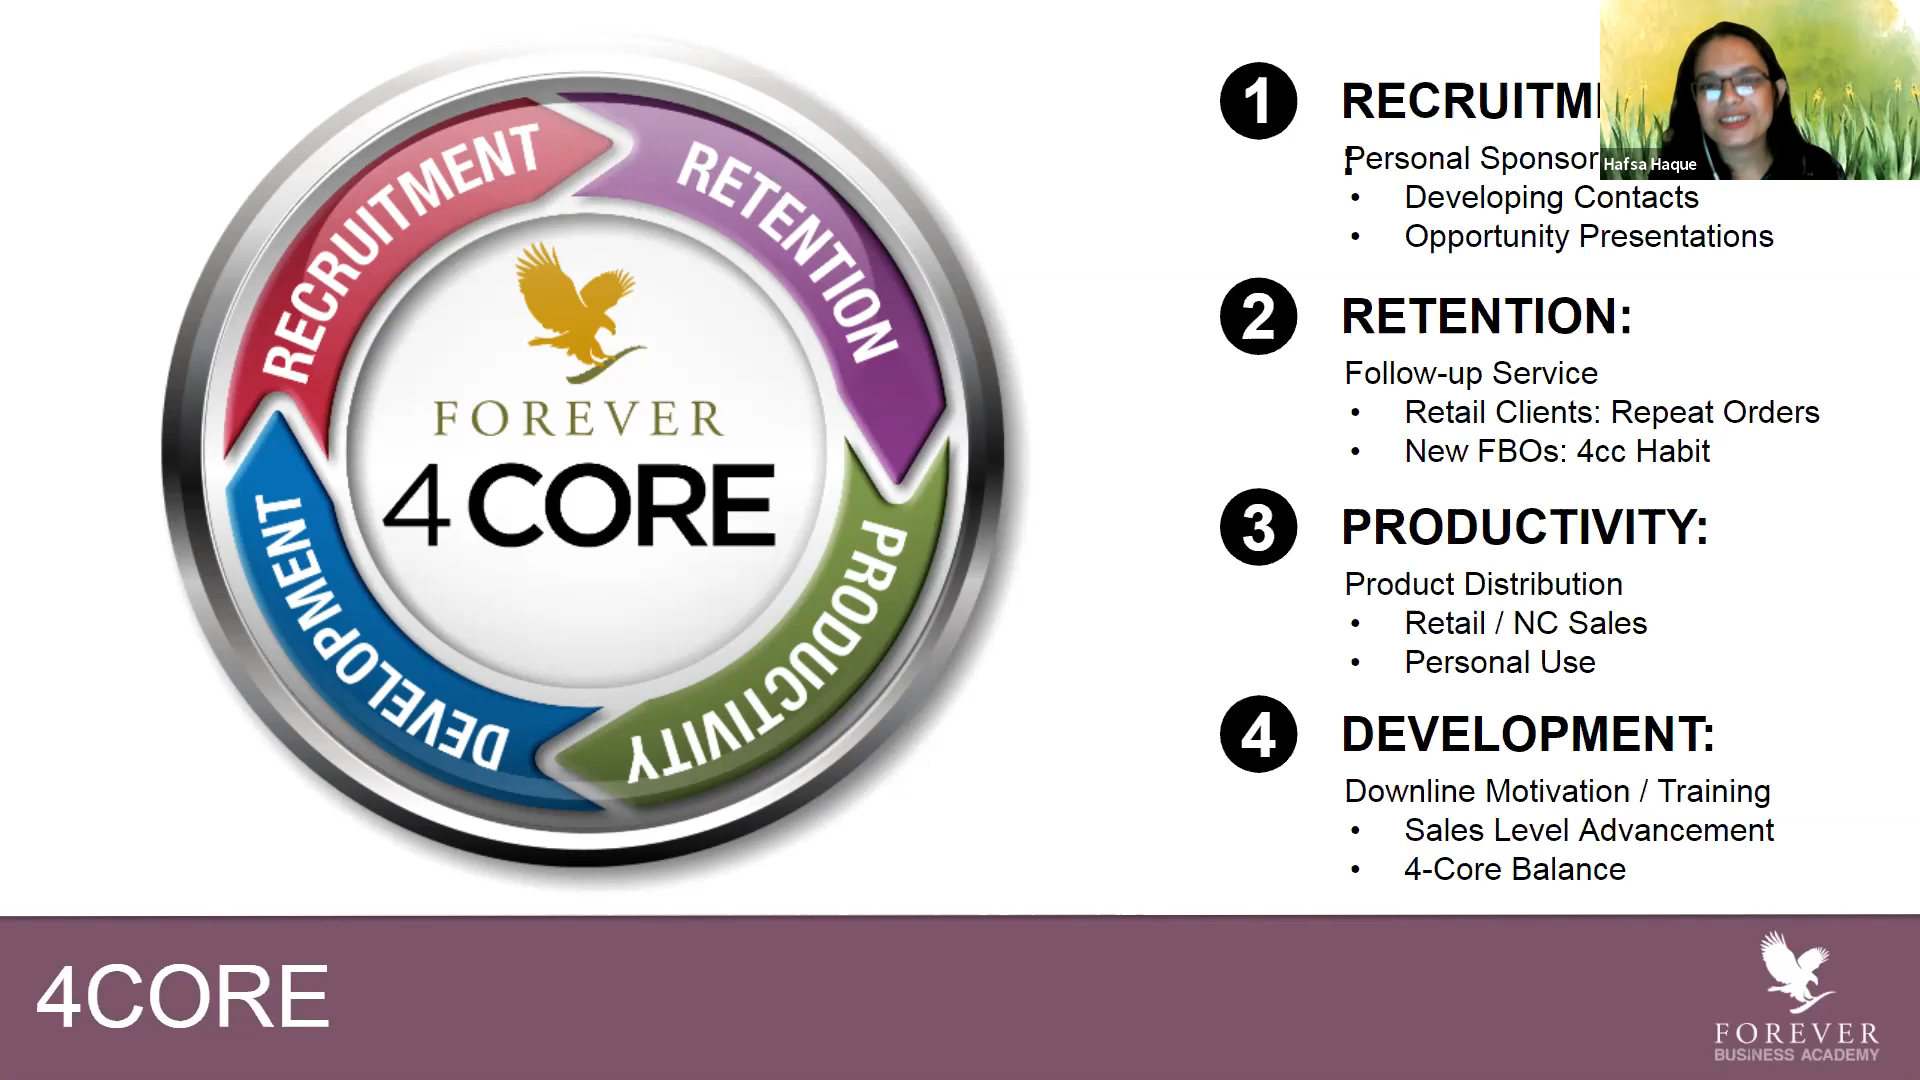 RECRUITMENT
RETENTION
PRODUCTIVITY
DEVELOPMENT
FOREVER
4 CORE
1
Personal Sponsor
• Developing Contacts
• Opportunity Presentations
Hafsa Haque
2 RETENTION:
Follow-up Service
• Retail Clients: Repeat Orders
• New FBOs: 4cc Habit
3 PRODUCTIVITY:
Product Distribution
• Retail / NC Sales
• Personal Use
4 DEVELOPMENT:
Downline Motivation / Training
• Sales Level Advancement
• 4-Core Balance
4CORE
FOREVER
BUSINESS ACADEMY